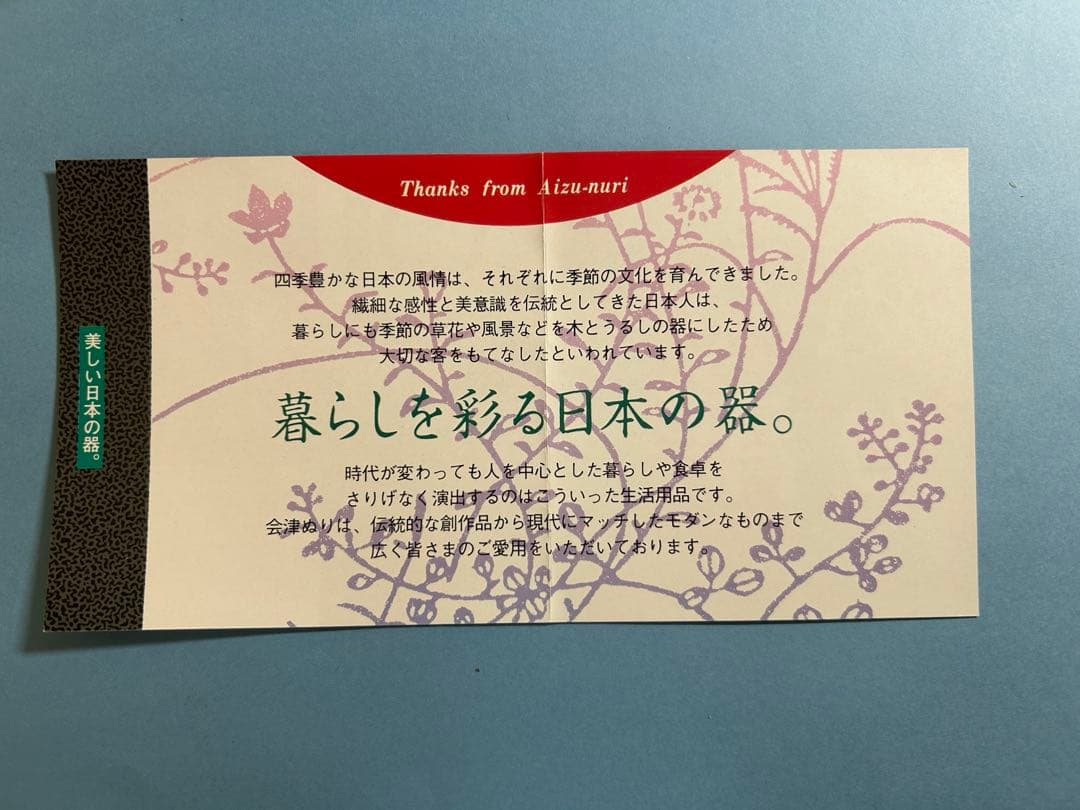 Thanks from Aizu-nuri
四季豊かな日本の風情は、それぞれに季節の文化を育んできました。
繊細な感性と美意識を伝統としてきた日本人は、
暮らしにも季節の草花や風景などを木とうるしの器にしたため
大切な客をもてなしたといわれています。
暮らしを彩る日本の器。
時代が変わっても人を中心とした暮らしや食卓を
さりげなく演出するのはこういった生活用品です。
会津ぬりは、伝統的な創作品から現代にマッチしたモダンなものまで
広く皆さまのご愛用をいただいております。
美しい日本の器。